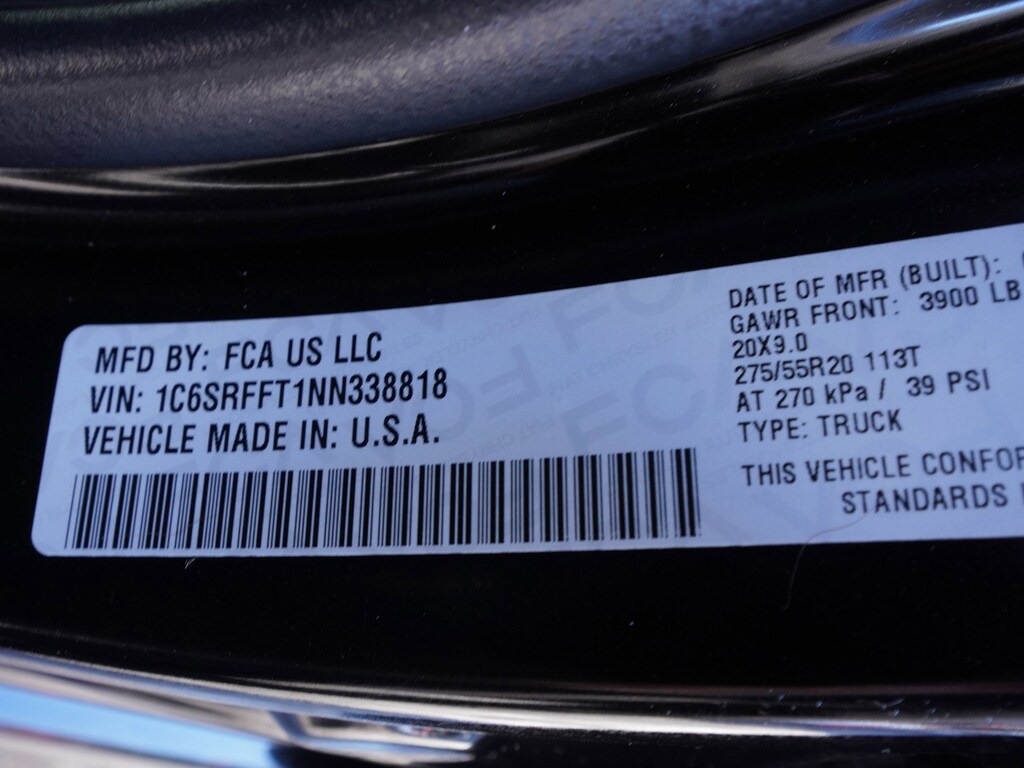 MFD BY: FCA US LLC
VIN: 1C6SRFFT1NN338818
VEHICLE MADE IN: U.S.A.
DATE OF MFR (BUILT):
GAWR FRONT: 3900 LB
20X9.0
275/55R20 113T
AT 270 kPa / 39 PSI
TYPE: TRUCK
THIS VEHICLE CONFOR
STANDARDS